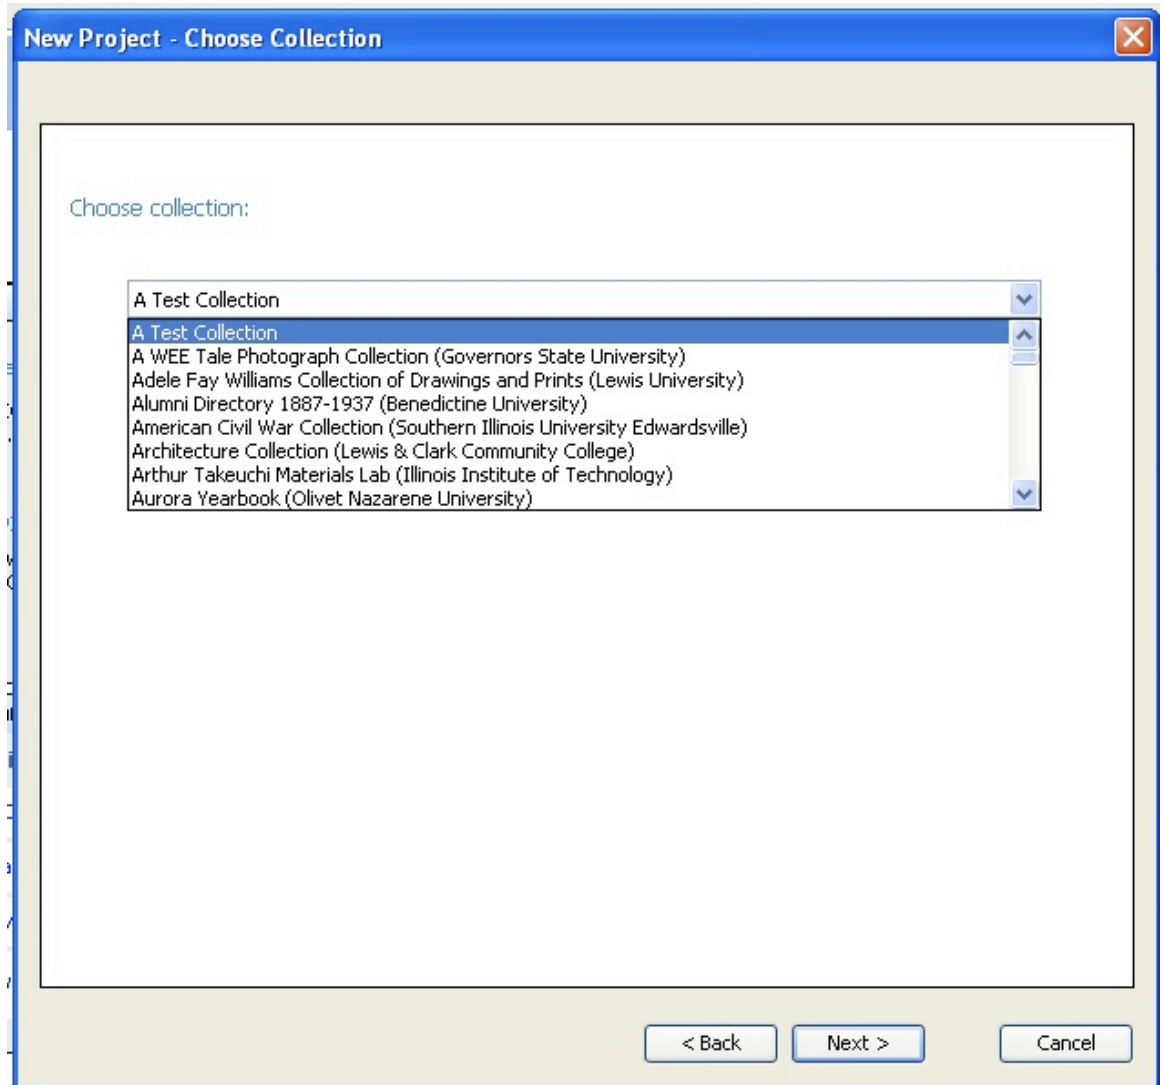 New Project - Choose Collection
Choose collection:
A Test Collection
A Test Collection
A WEE Tale Photograph Collection (Governors State University)
Adele Fay Williams Collection of Drawings and Prints (Lewis University)
Alumni Directory 1887-1937 (Benedictine University)
American Civil War Collection (Southern Illinois University Edwardsville)
Architecture Collection (Lewis & Clark Community College)
Arthur Takeuchi Materials Lab (Illinois Institute of Technology)
Aurora Yearbook (Olivet Nazarene University)
< Back Next > Cancel